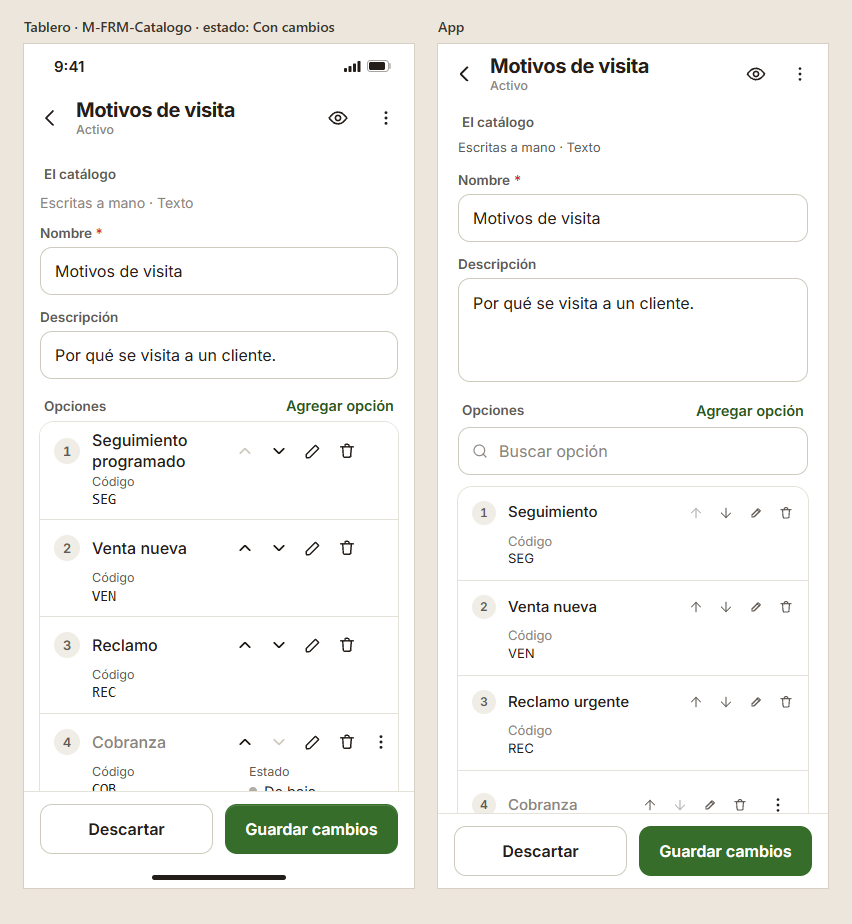 Tablero · M-FRM-Catalogo · estado: Con cambios
9:41
Motivos de visita
Activo
El catálogo
Escritas a mano · Texto
Nombre *
Motivos de visita
Descripción
Por qué se visita a un cliente.
Opciones
Agregar opción
1
Seguimiento
programado
Código
SEG
2
Venta nueva
Código
VEN
3
Reclamo
Código
REC
4
Cobranza
Código
Estado
COB
De baja
Descartar
Guardar cambios
App
Motivos de visita
Activo
El catálogo
Escritas a mano · Texto
Nombre *
Motivos de visita
Descripción
Por qué se visita a un cliente.
Opciones
Agregar opción
Buscar opción
1
Seguimiento
Código
SEG
2
Venta nueva
Código
VEN
3
Reclamo urgente
Código
REC
4
Cobranza
Descartar
Guardar cambios